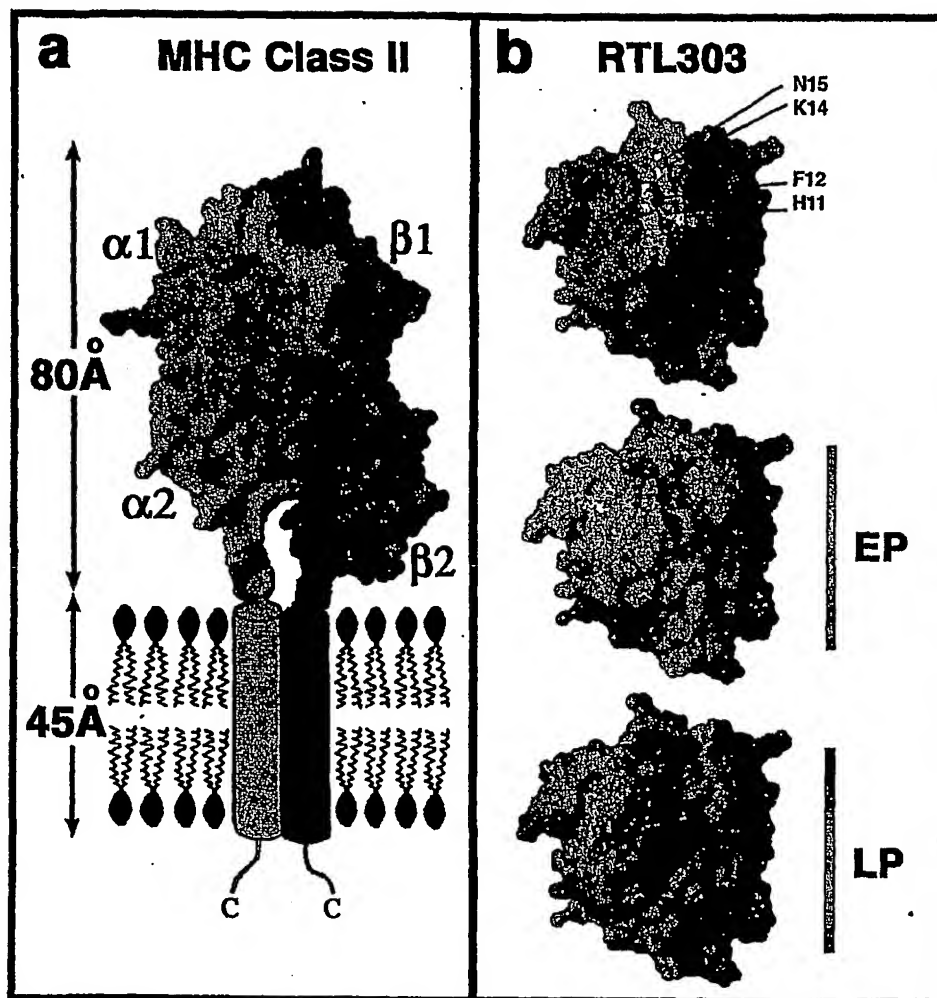 a MHC Class II
α1
β1
80Å
α2
β2
45Å
C C
b RTL303
N15
K14
F12
H11
EP
LP